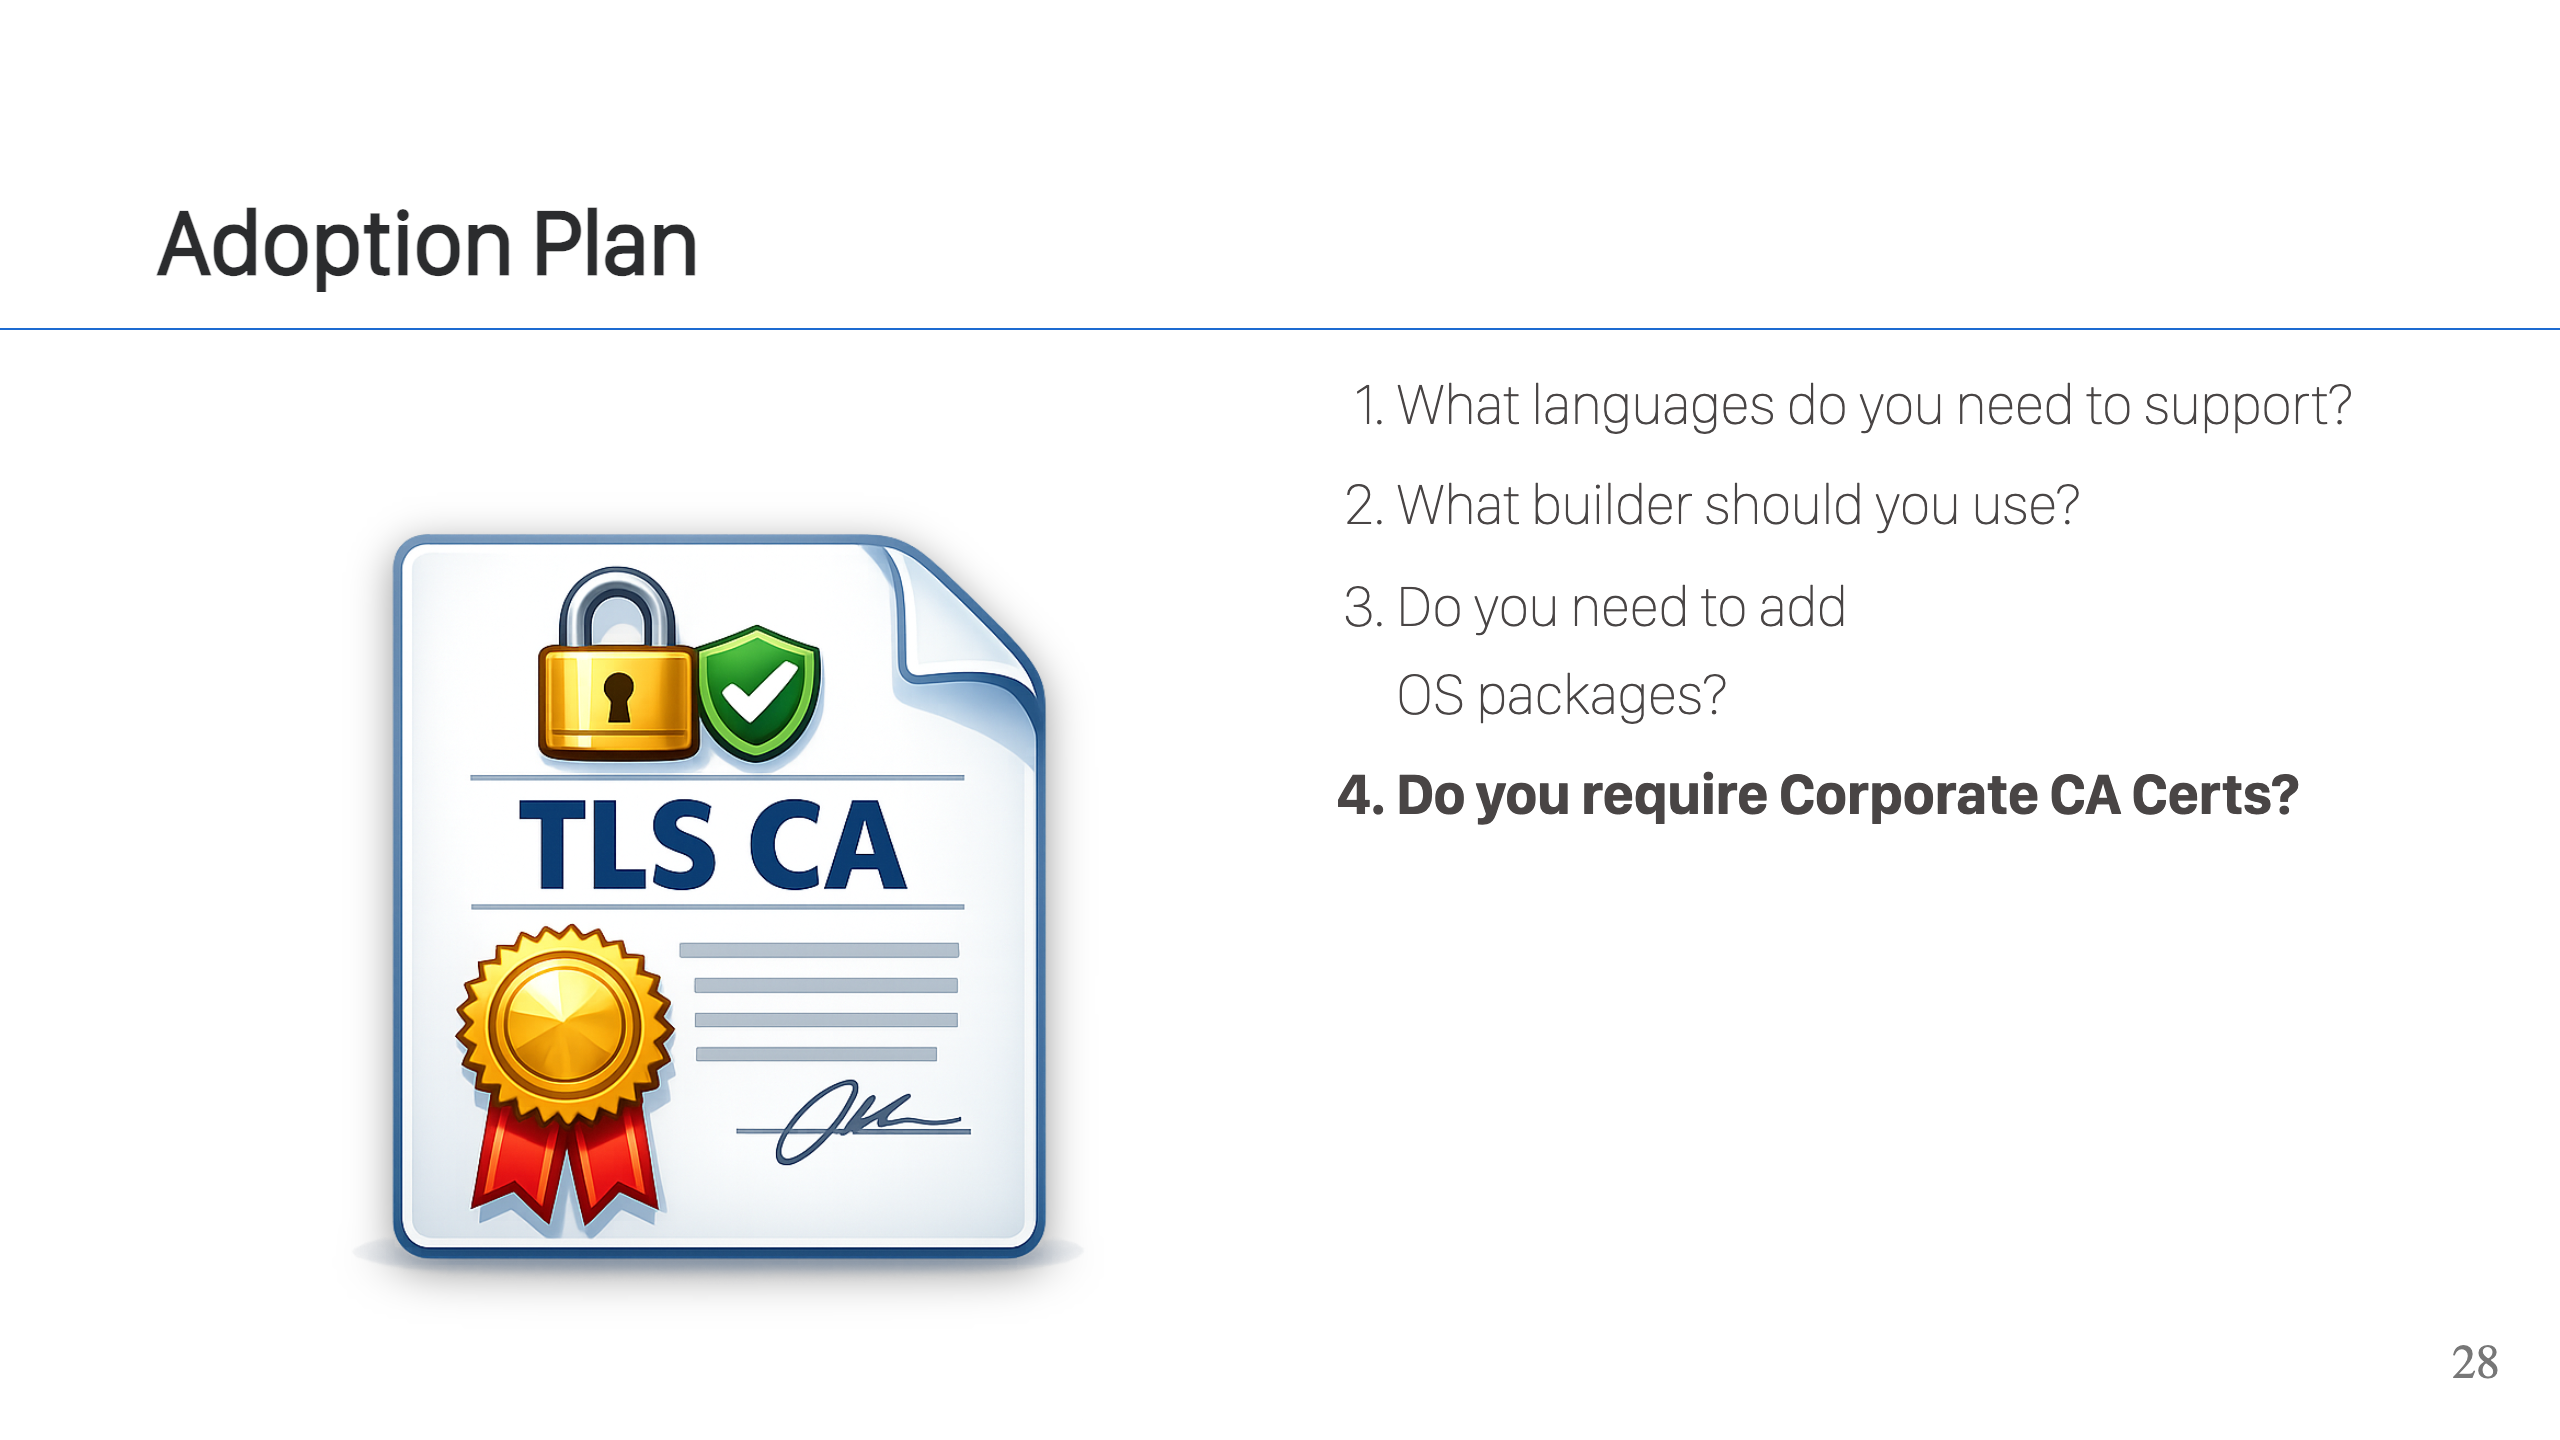 Adoption Plan
1. What languages do you need to support?
2. What builder should you use?
3. Do you need to add
OS packages?
4. Do you require Corporate CA Certs?
TLS CA
28